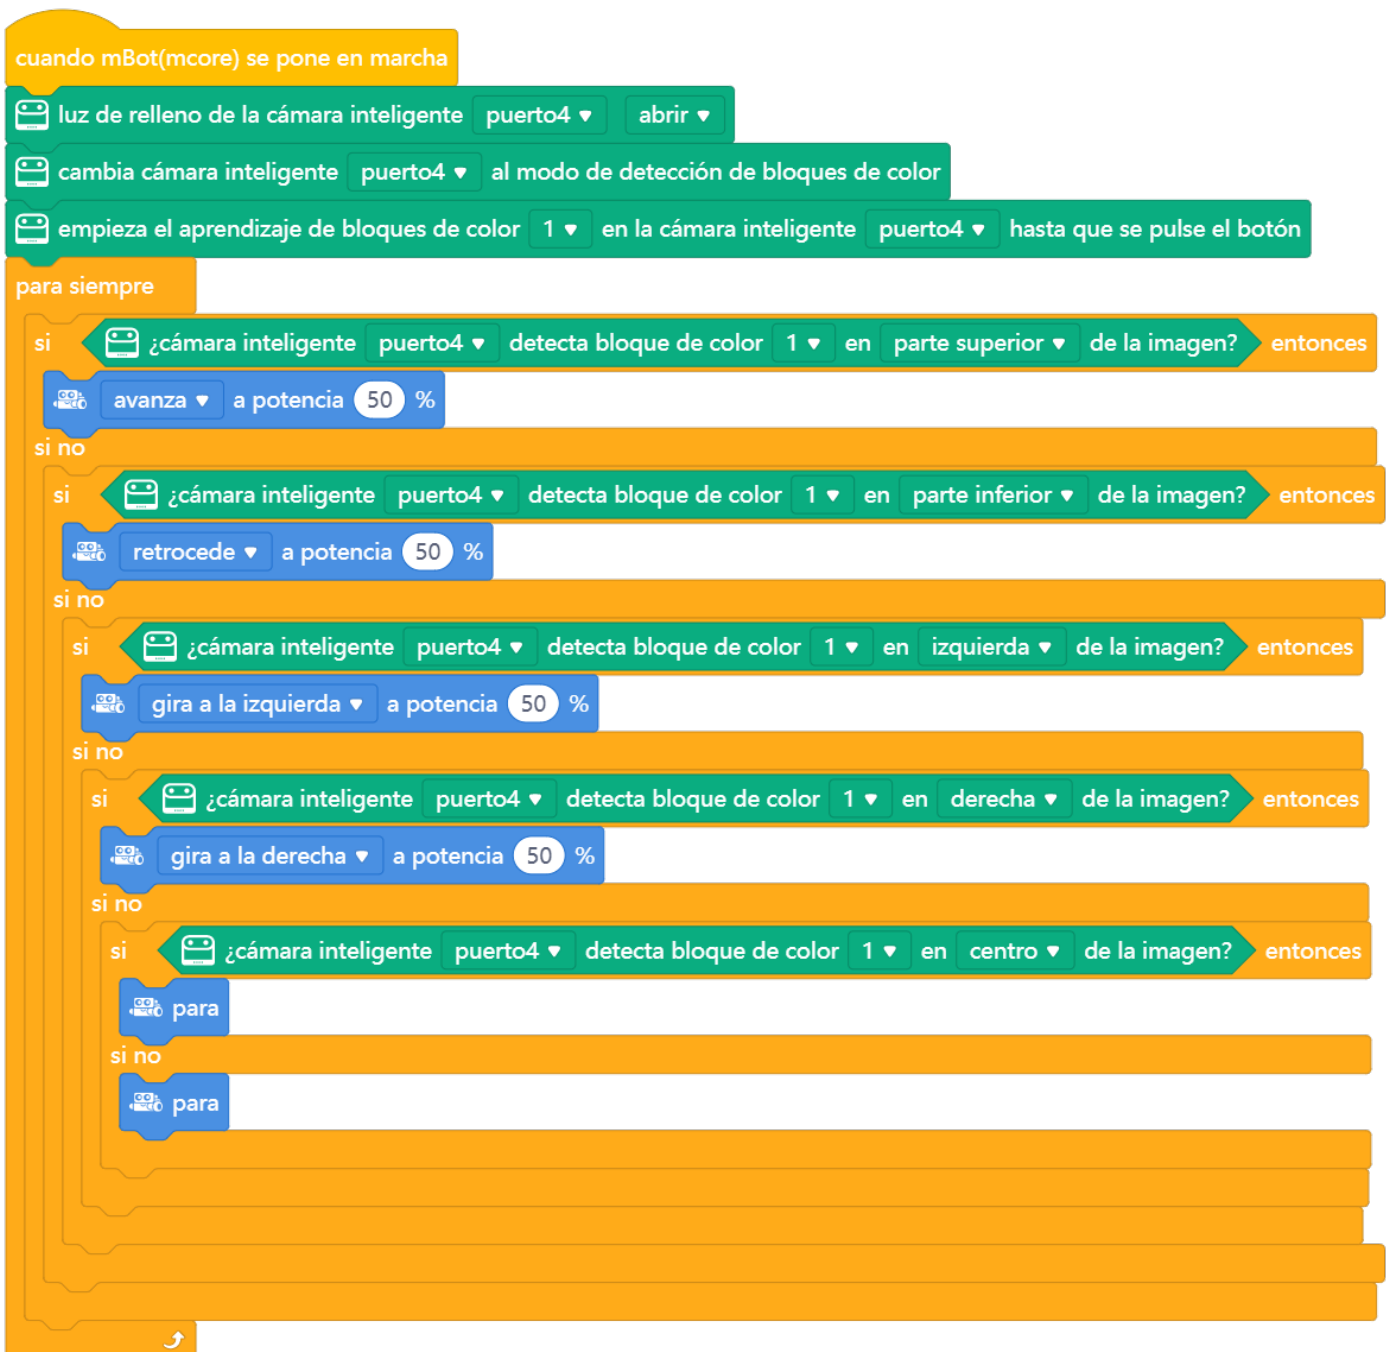 cuando mBot(mcore) se pone en marcha
luz de relleno de la cámara inteligente puerto4 abrir
cambia cámara inteligente puerto4 al modo de detección de bloques de color
empieza el aprendizaje de bloques de color 1 en la cámara inteligente puerto4 hasta que se pulse el botón
para siempre
si ¿cámara inteligente puerto4 detecta bloque de color 1 en parte superior de la imagen? entonces
avanza a potencia 50 %
si no
si ¿cámara inteligente puerto4 detecta bloque de color 1 en parte inferior de la imagen? entonces
retrocede a potencia 50 %
si no
si ¿cámara inteligente puerto4 detecta bloque de color 1 en izquierda de la imagen? entonces
gira a la izquierda a potencia 50 %
si no
si ¿cámara inteligente puerto4 detecta bloque de color 1 en derecha de la imagen? entonces
gira a la derecha a potencia 50 %
si no
si ¿cámara inteligente puerto4 detecta bloque de color 1 en centro de la imagen? entonces
para
si no
para